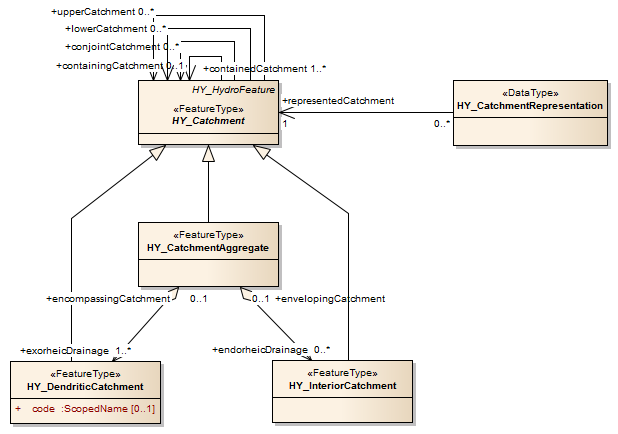 +upperCatchment 0..*
+lowerCatchment 0..*
+conjointCatchment 0..*
+containingCatchment 0..1
+containedCatchment 1..*
HY_HydroFeature
«FeatureType»
HY_Catchment
+representedCatchment
1
0..*
«DataType»
HY_CatchmentRepresentation
«FeatureType»
HY_CatchmentAggregate
+encompassingCatchment 0..1
0..1 +envelopingCatchment
+exorheicDrainage 1..*
+endorheicDrainage 0..*
«FeatureType»
HY_DendriticCatchment
+ code :ScopedName [0..1]
«FeatureType»
HY_InteriorCatchment